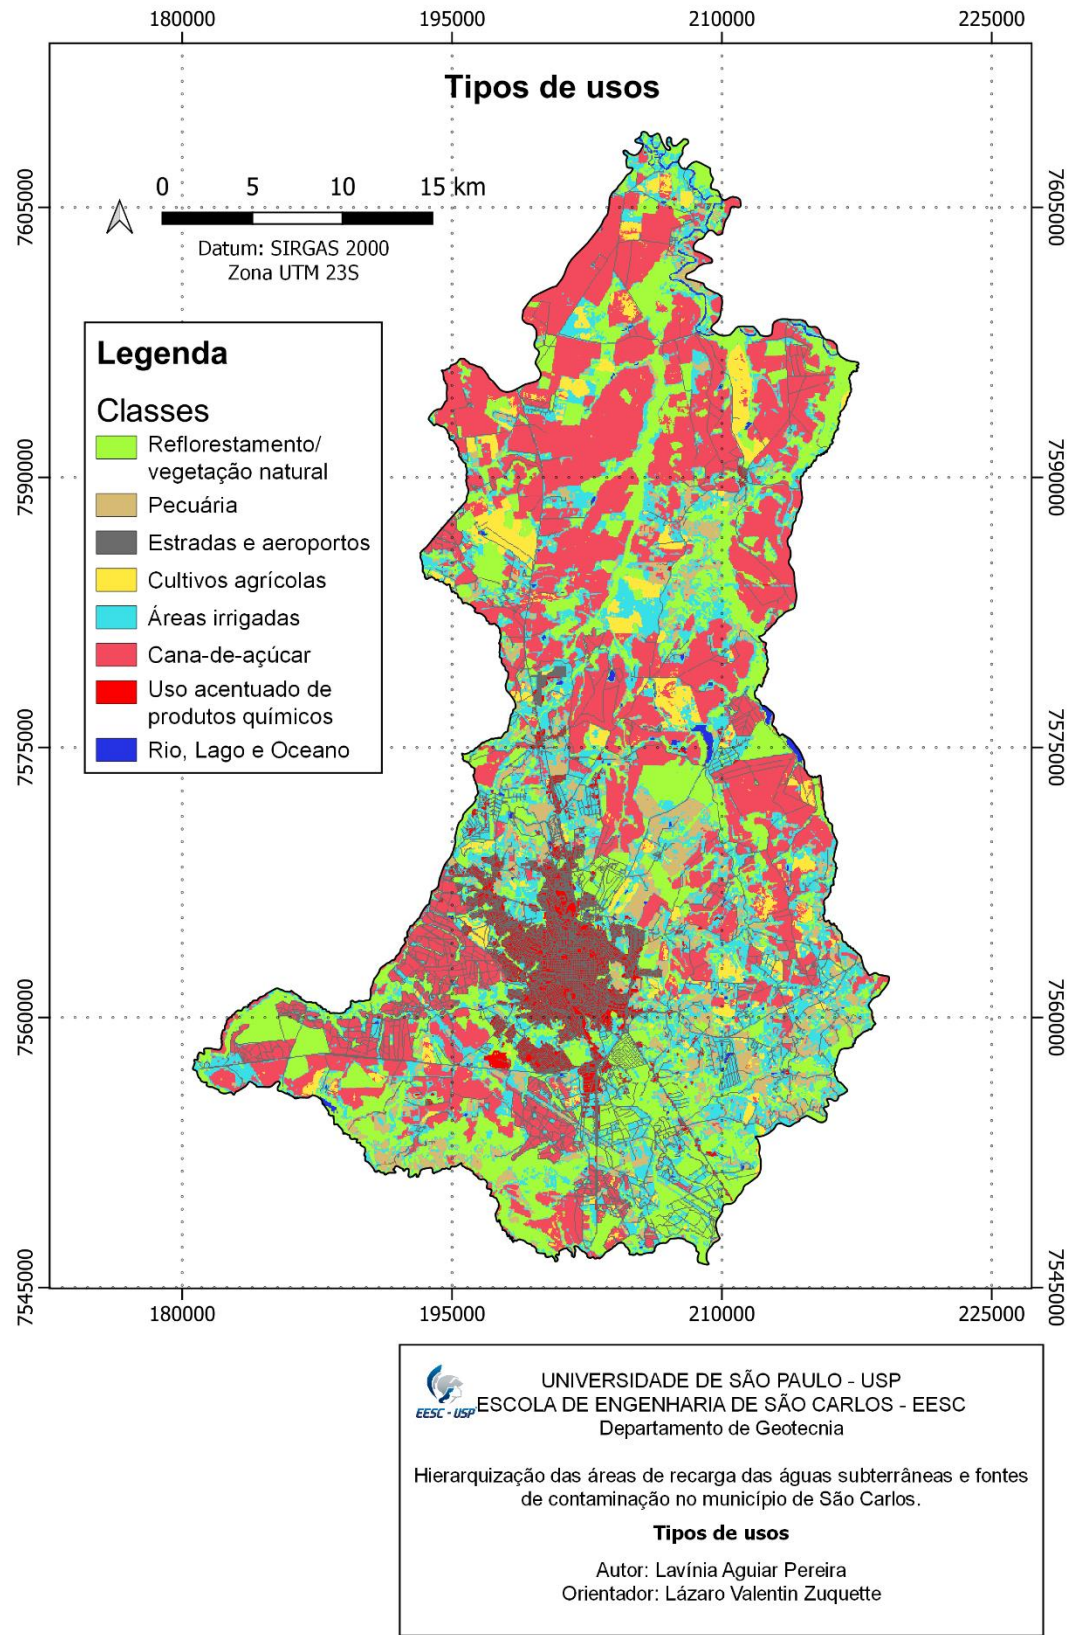 180000
195000
210000
225000
Tipos de usos
0
5
10
15 km
Datum: SIRGAS 2000
Zona UTM 23S
7605000
7605000
Legenda
Classes
Reflorestamento/
vegetação natural
Pecuária
Estradas e aeroportos
Cultivos agrícolas
Áreas irrigadas
Cana-de-açúcar
Uso acentuado de
produtos químicos
Rio, Lago e Oceano
7590000
7590000
7575000
7575000
7560000
7560000
7545000
7545000
180000
195000
210000
225000
EESC - USP
UNIVERSIDADE DE SÃO PAULO - USP
ESCOLA DE ENGENHARIA DE SÃO CARLOS - EESC
Departamento de Geotecnia
Hierarquização das áreas de recarga das águas subterrâneas e fontes
de contaminação no município de São Carlos.
Tipos de usos
Autor: Lavínia Aguiar Pereira
Orientador: Lázaro Valentin Zuquette